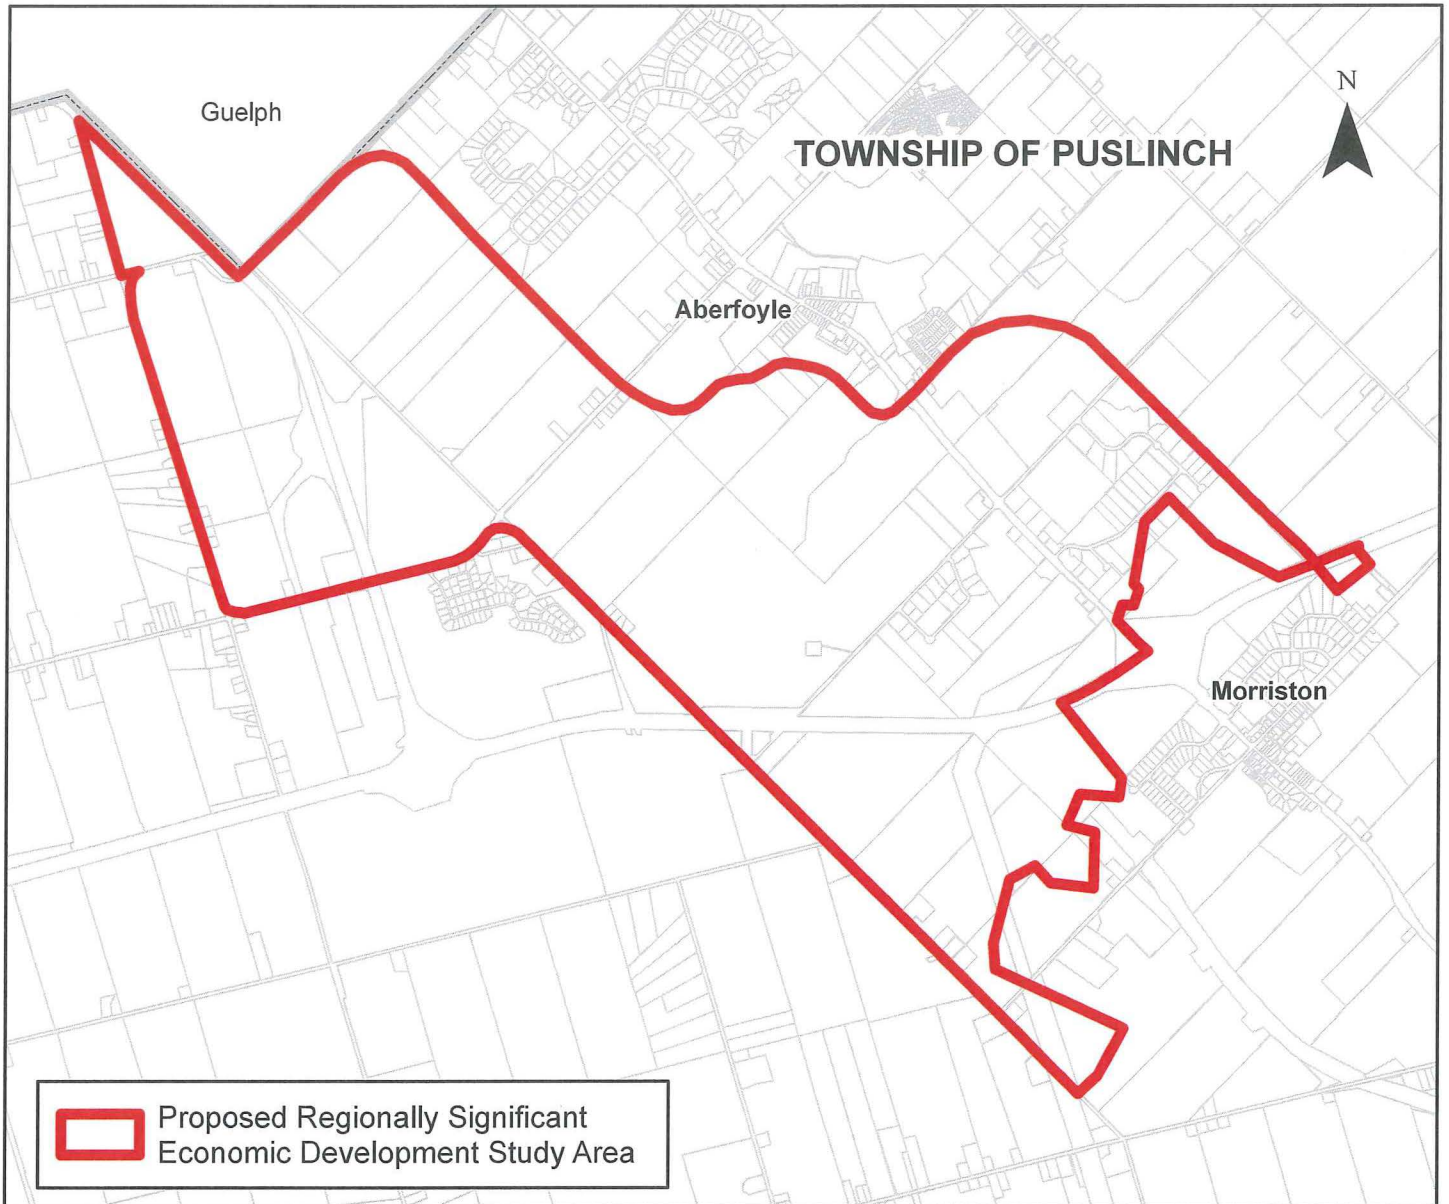 Guelph
N
TOWNSHIP OF PUSLINCH
Aberfoyle
Morriston
Proposed Regionally Significant
Economic Development Study Area